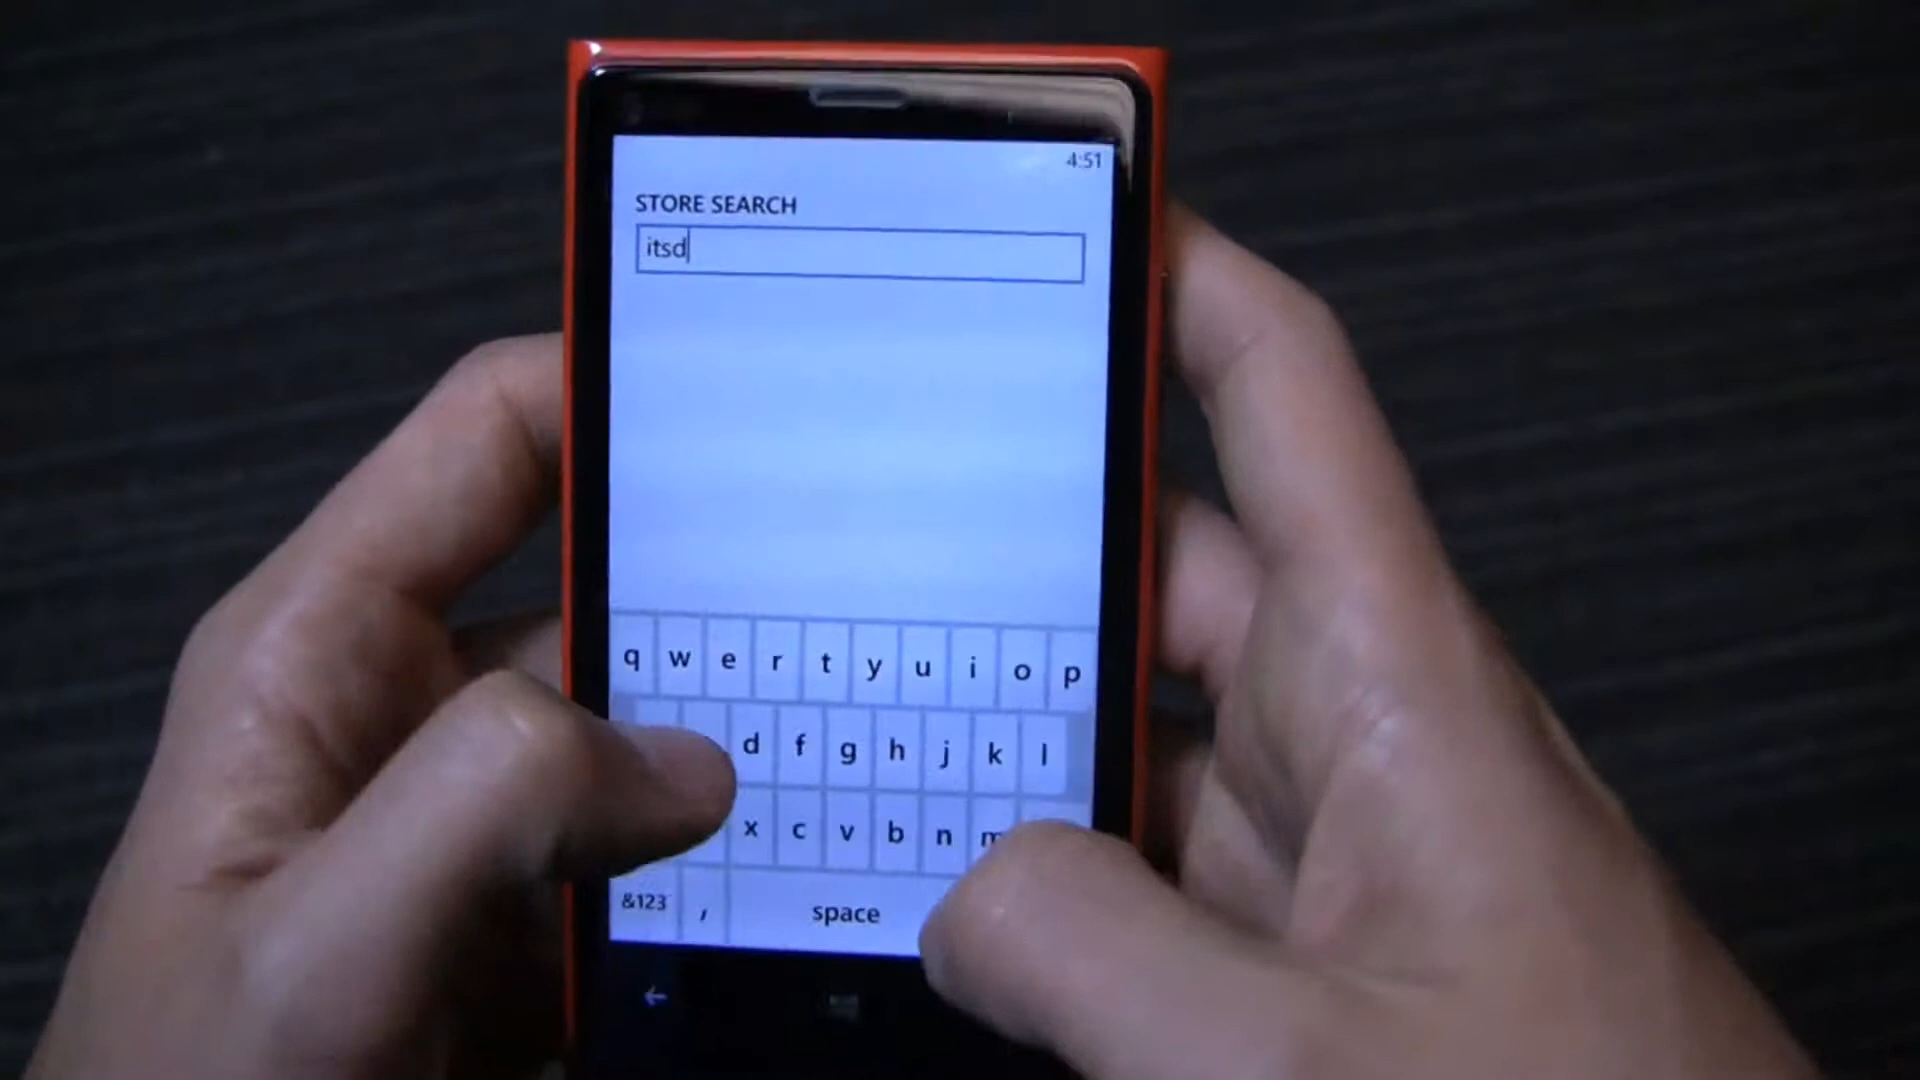 4:51
STORE SEARCH
itsd
q w e r t y u i o p
d f g h j k l
x c v b n m
&123 , space